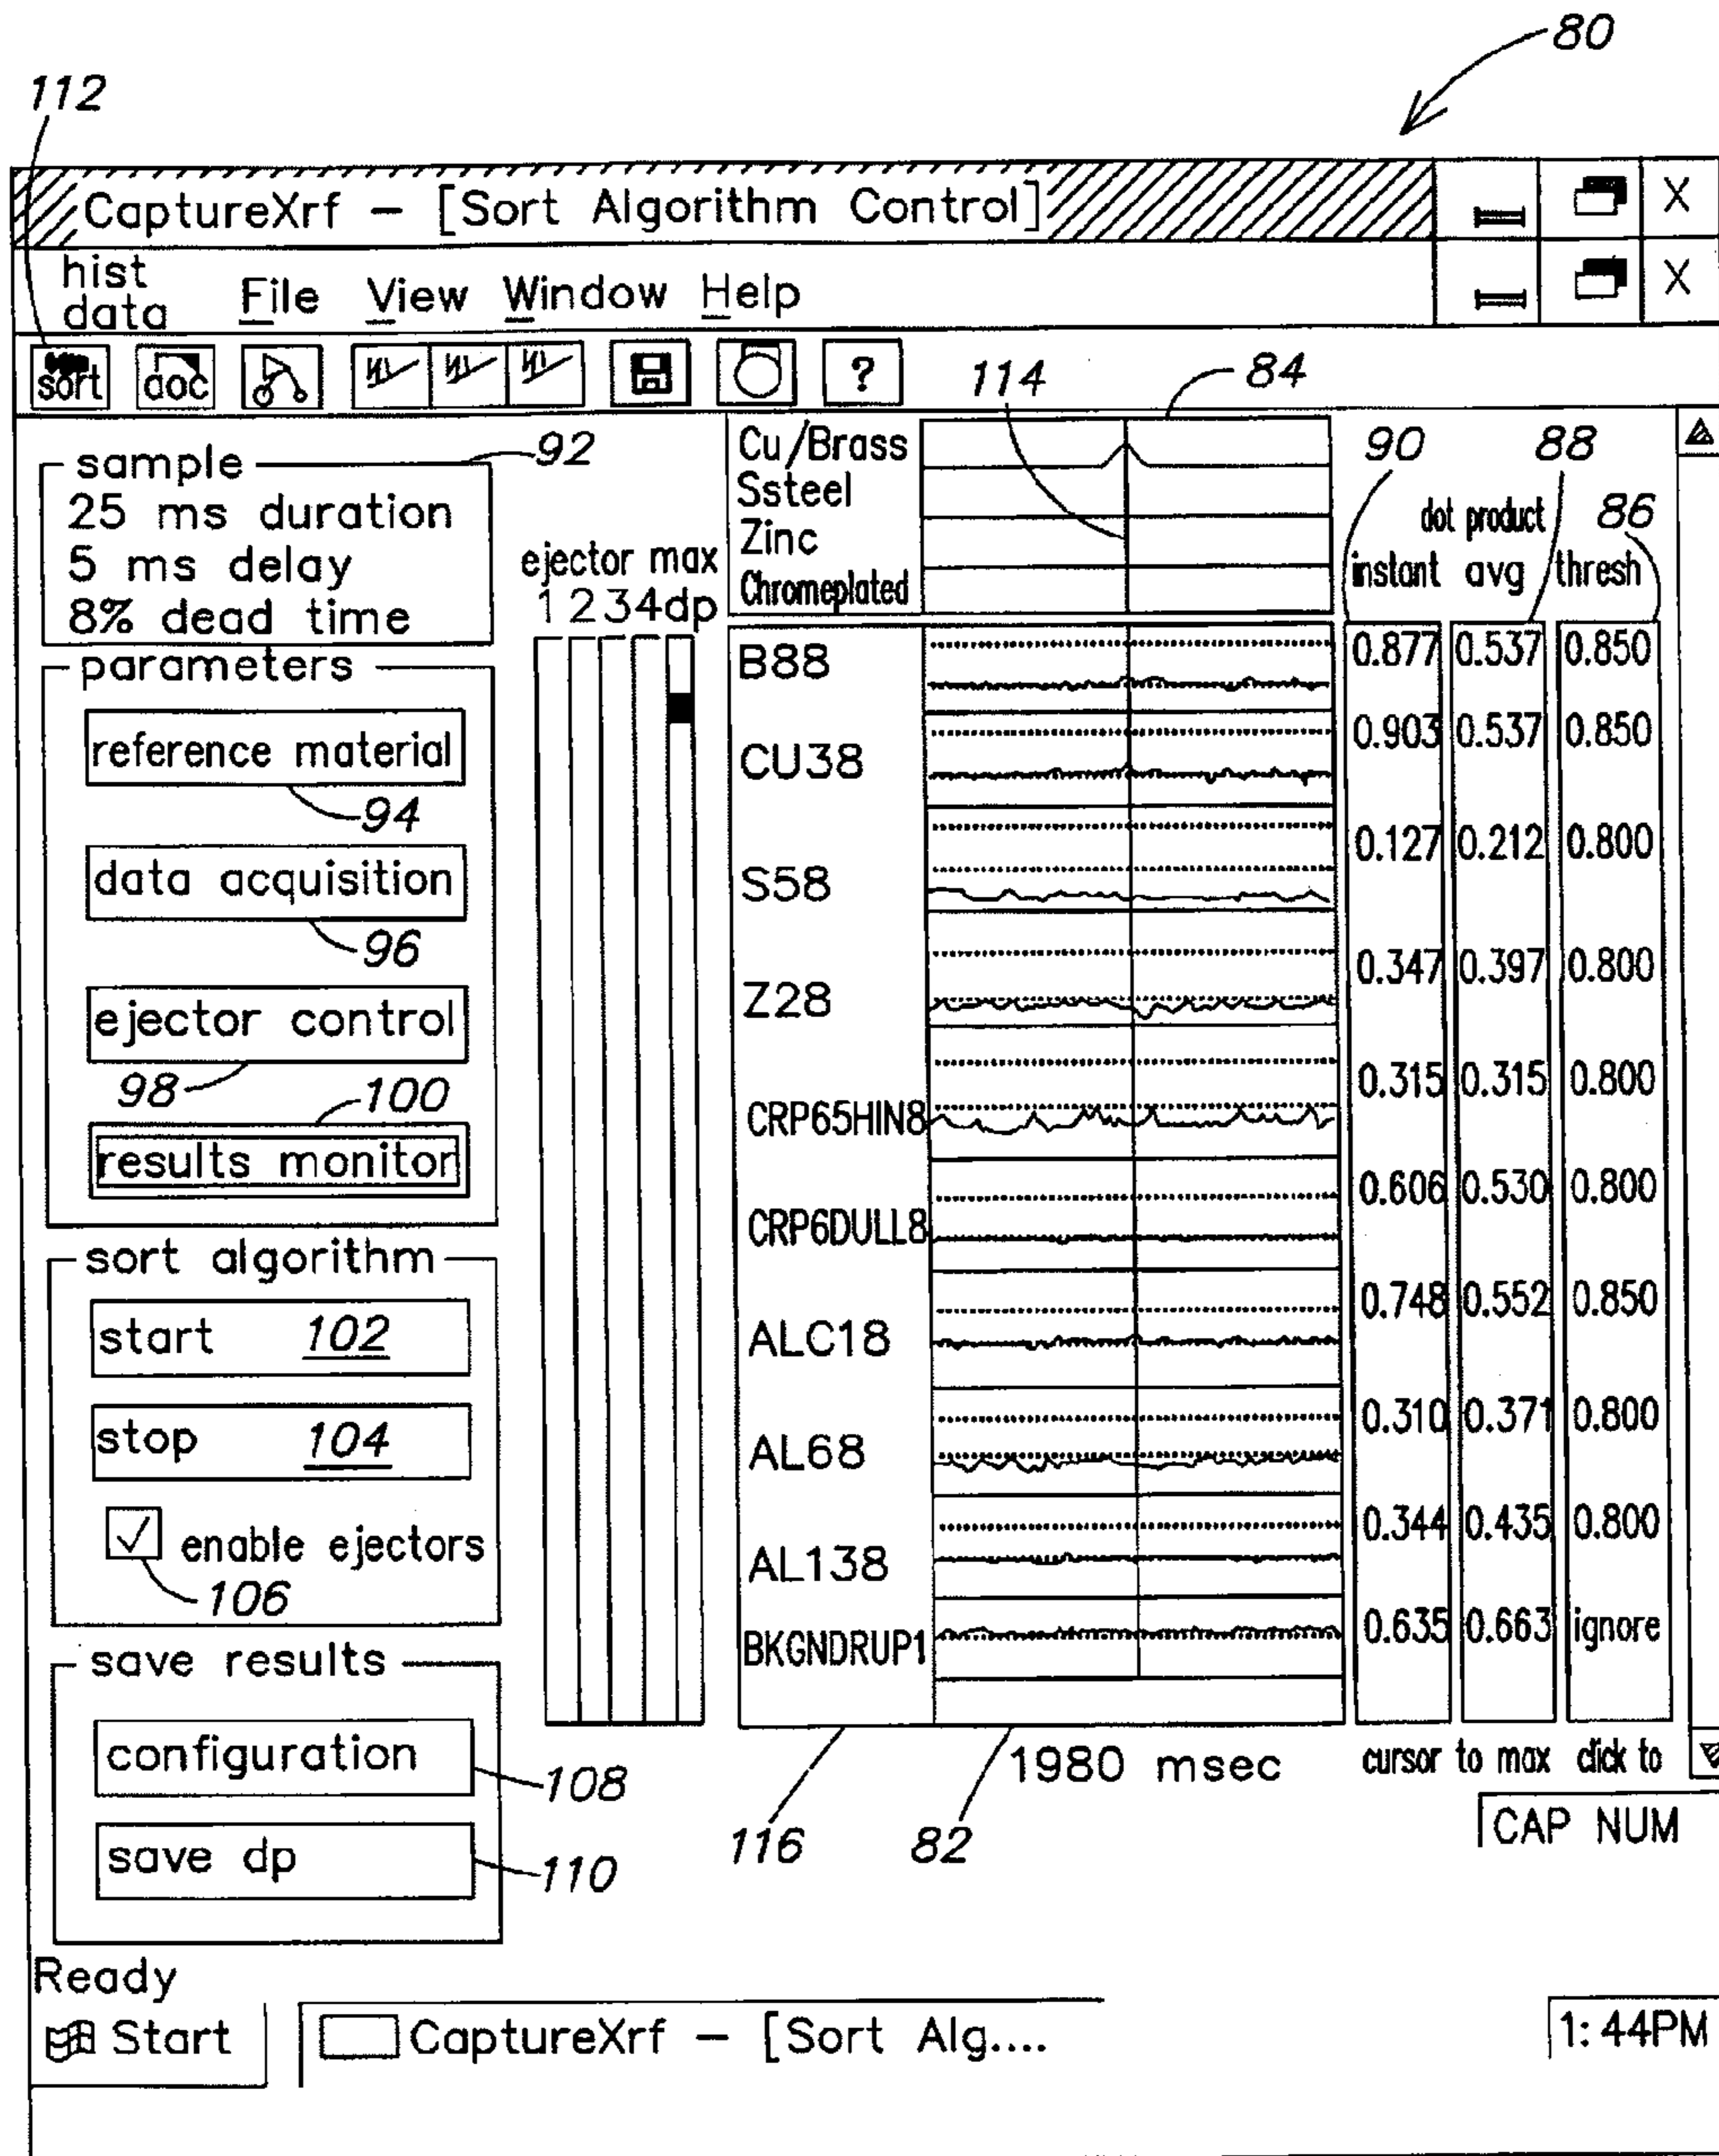 80
112
CaptureXrf – [Sort Algorithm Control]
X
hist data
File View Window Help
X
sort
doc
?
114
84
sample
92
25 ms duration
5 ms delay
8% dead time
ejector max
1 2 3 4 dp
Cu/Brass
Ssteel
Zinc
Chromeplated
90
88
86
dot product
instant avg thresh
parameters
reference material
94
data acquisition
96
ejector control
98
100
results monitor
sort algorithm
start 102
stop 104
enable ejectors
106
save results
configuration
108
save dp
110
B88 0.877 0.537 0.850
CU38 0.903 0.537 0.850
S58 0.127 0.212 0.800
Z28 0.347 0.397 0.800
CRP65HIN8 0.315 0.315 0.800
CRP6DULL8 0.606 0.530 0.800
ALC18 0.748 0.552 0.850
AL68 0.310 0.371 0.800
AL138 0.344 0.435 0.800
BKGNDRUP1 0.635 0.663 ignore
1980 msec
cursor to max click to
116
82
CAP NUM
Ready
Start
CaptureXrf – [Sort Alg....
1:44PM